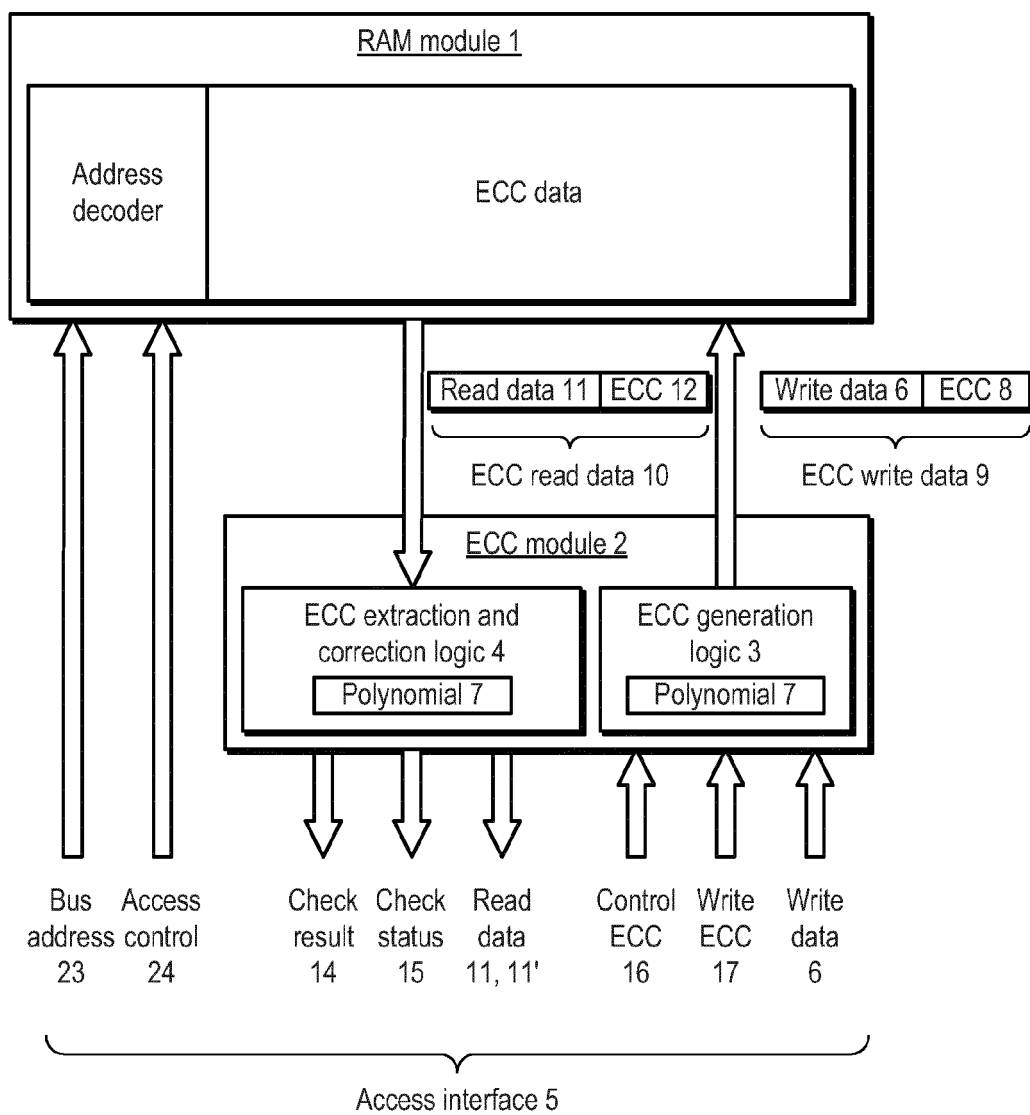 RAM module 1
Address
decoder
ECC data
Read data 11
ECC 12
Write data 6
ECC 8
ECC read data 10
ECC write data 9
ECC module 2
ECC extraction and
correction logic 4
Polynomial 7
ECC generation
logic 3
Polynomial 7
Bus
address
23
Access
control
24
Check
result
14
Check
status
15
Read
data
11, 11'
Control
ECC
16
Write
ECC
17
Write
data
6
Access interface 5